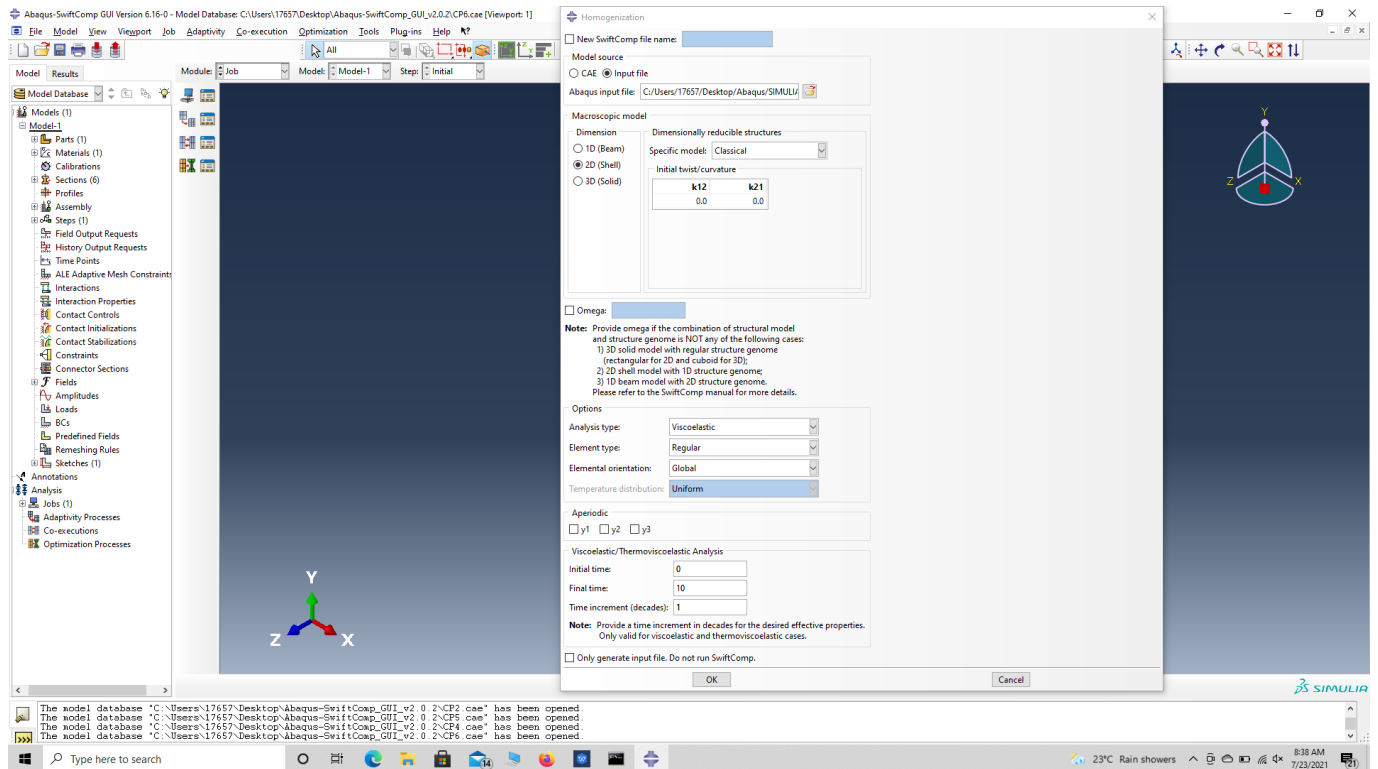 Abaqus-SwiftComp GUI Version 6.16-0 - Model Database: C:\Users\17657\Desktop\Abaqus-SwiftComp_GUI_v2.0.2\CP6.cae [Viewport: 1]
File Model View Viewport Job Adaptivity Co-execution Optimization Tools Plug-ins Help
All
Model Results
Module: Job Model: Model-1 Step: Initial
Model Database
Models (1)
Model-1
Parts (1)
Materials (1)
Calibrations
Sections (6)
Profiles
Assembly
Steps (1)
Field Output Requests
History Output Requests
Time Points
ALE Adaptive Mesh Constraints
Interactions
Interaction Properties
Contact Controls
Contact Initializations
Contact Stabilizations
Constraints
Connector Sections
Fields
Amplitudes
Loads
BCs
Predefined Fields
Remeshing Rules
Sketches (1)
Annotations
Analysis
Jobs (1)
Adaptivity Processes
Co-executions
Optimization Processes
Y
Z X
Homogenization
New SwiftComp file name:
Model source
CAE Input file
Abaqus input file: C:/Users/17657/Desktop/Abaqus/SIMULI
Macroscopic model
Dimension
1D (Beam)
2D (Shell)
3D (Solid)
Dimensionally reducible structures
Specific model: Classical
Initial twist/curvature
k12 k21
0.0 0.0
Omega:
Note: Provide omega if the combination of structural model
and structure genome is NOT any of the following cases:
1) 3D solid model with regular structure genome
(rectangular for 2D and cuboid for 3D);
2) 2D shell model with 1D structure genome;
3) 1D beam model with 2D structure genome.
Please refer to the SwiftComp manual for more details.
Options
Analysis type: Viscoelastic
Element type: Regular
Elemental orientation: Global
Temperature distribution: Uniform
Aperiodic
y1 y2 y3
Viscoelastic/Thermoviscoelastic Analysis
Initial time: 0
Final time: 10
Time increment (decades): 1
Note: Provide a time increment in decades for the desired effective properties.
Only valid for viscoelastic and thermoviscoelastic cases.
Only generate input file. Do not run SwiftComp.
OK Cancel
Y
Z X
SIMULIA
The model database "C:\Users\17657\Desktop\Abaqus-SwiftComp_GUI_v2.0.2\CP2.cae" has been opened.
The model database "C:\Users\17657\Desktop\Abaqus-SwiftComp_GUI_v2.0.2\CP5.cae" has been opened.
The model database "C:\Users\17657\Desktop\Abaqus-SwiftComp_GUI_v2.0.2\CP4.cae" has been opened.
The model database "C:\Users\17657\Desktop\Abaqus-SwiftComp_GUI_v2.0.2\CP6.cae" has been opened.
Type here to search
14
23°C Rain showers
8:38 AM
7/23/2021
21